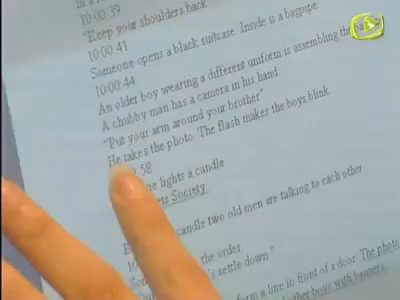 10:00:39
"Keep your shoulders back"
10:00:41
Someone opens a black suitcase. Inside is a bagpipe.
10:00:44
An older boy wearing a different uniform is assembling the
A chubby man has a camera in his hand.
"Put your arm around your brother"
He takes the photo. The flash makes the boys blink.
58
lights a candle
Society
candle two old men are talking to each other
the order
settle down."
form a line in front of a door. The photo
other boy with banners.